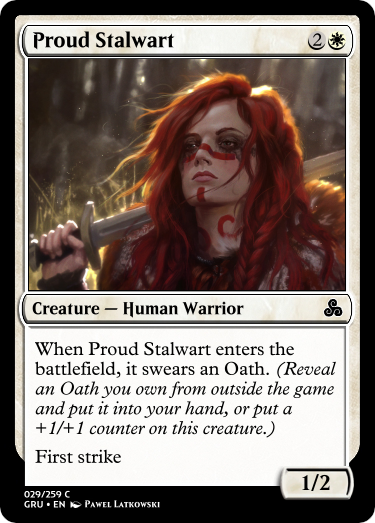 Proud Stalwart 2
Creature — Human Warrior
When Proud Stalwart enters the
battlefield, it swears an Oath. (Reveal
an Oath you own from outside the game
and put it into your hand, or put a
+1/+1 counter on this creature.)
First strike
1/2
029/259 C
GRU • EN Pawel Latkowski